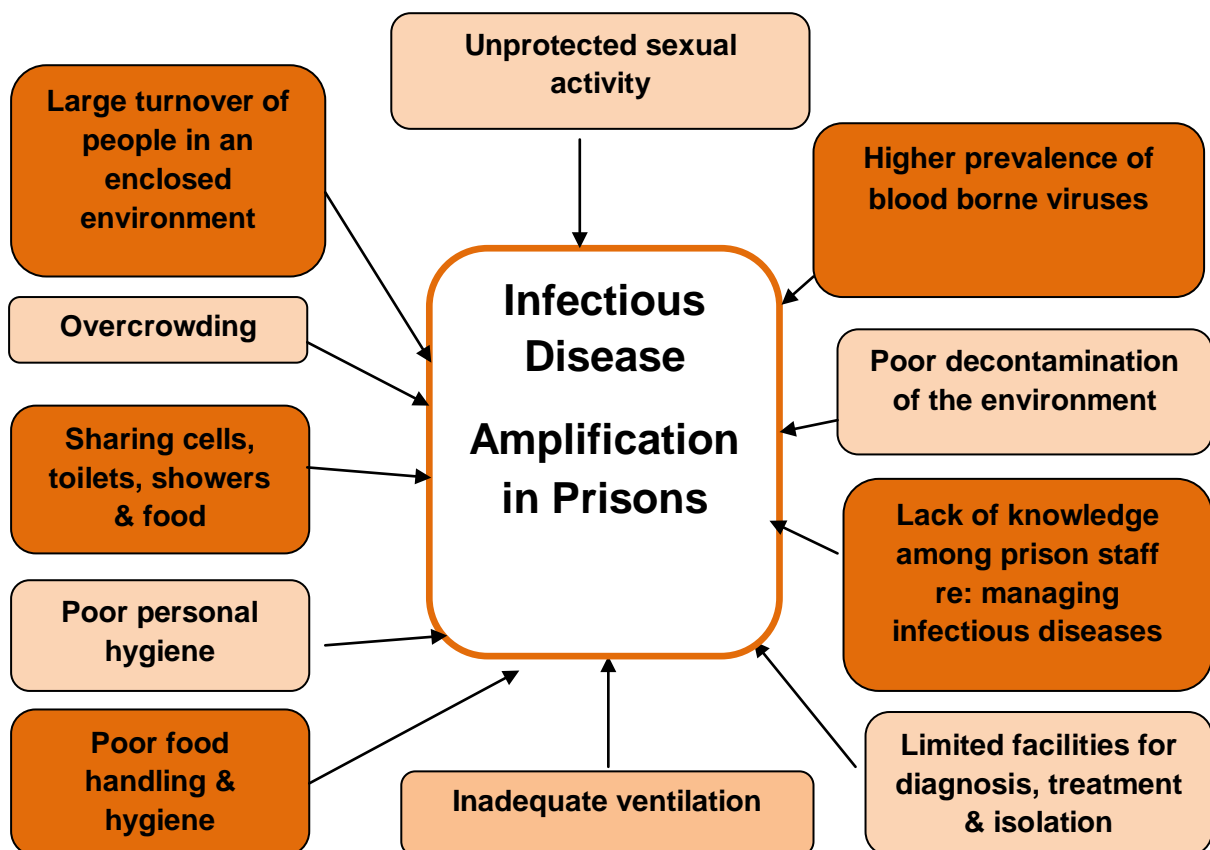 Unprotected sexual
activity
Large turnover of
people in an
enclosed
environment
Higher prevalence of
blood borne viruses
Infectious
Disease
Amplification
in Prisons
Overcrowding
Poor decontamination
of the environment
Sharing cells,
toilets, showers
& food
Lack of knowledge
among prison staff
re: managing
infectious diseases
Poor personal
hygiene
Poor food
handling &
hygiene
Inadequate ventilation
Limited facilities for
diagnosis, treatment
& isolation